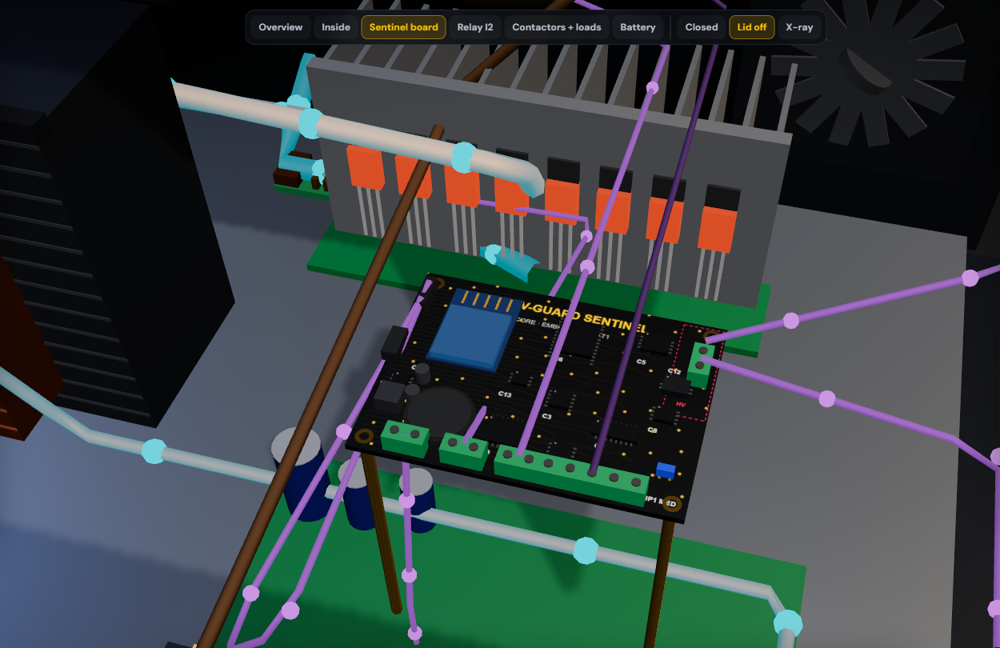 Overview Inside Sentinel board Relay I2 Contactors + loads Battery Closed Lid off X-ray
V-GUARD SENTINEL
C5
C12
C13
HV
C3
C8